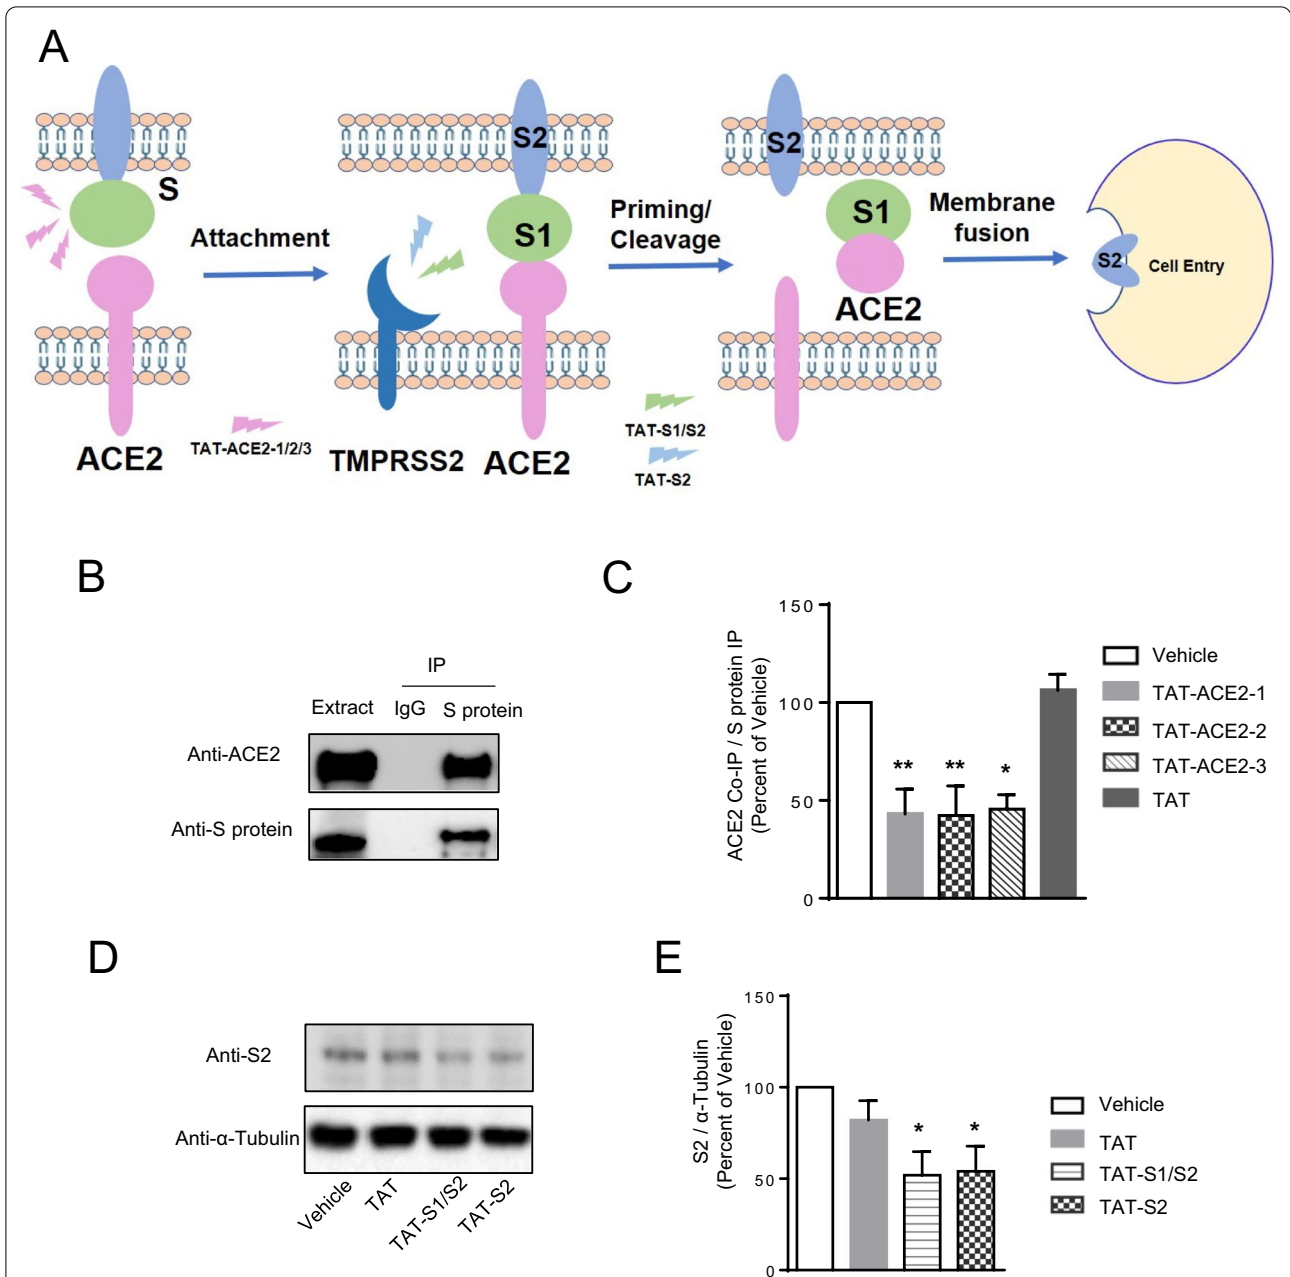 A
S
S2
S1
Attachment
ACE2
TAT-ACE2-1/2/3
TMPRSS2
ACE2
Priming/
Cleavage
TAT-S1/S2
TAT-S2
S2
S1
ACE2
Membrane
fusion
S2
Cell Entry
B
IP
Extract
IgG
S protein
Anti-ACE2
Anti-S protein
C
ACE2 Co-IP / S protein IP
(Percent of Vehicle)
150
100
50
0
**
**
*
Vehicle
TAT-ACE2-1
TAT-ACE2-2
TAT-ACE2-3
TAT
D
Anti-S2
Anti-α-Tubulin
Vehicle
TAT
TAT-S1/S2
TAT-S2
E
S2 / α-Tubulin
(Percent of Vehicle)
150
100
50
0
*
*
Vehicle
TAT
TAT-S1/S2
TAT-S2